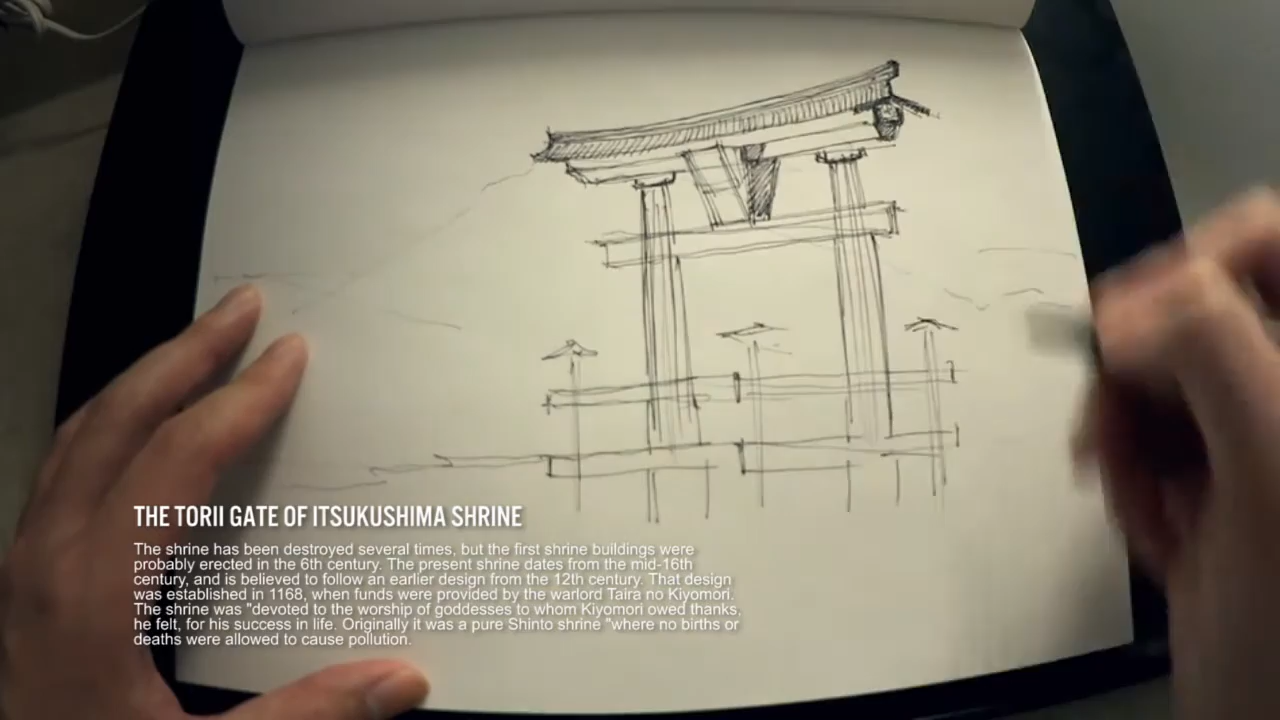 THE TORII GATE OF ITSUKUSHIMA SHRINE
The shrine has been destroyed several times, but the first shrine buildings were
probably erected in the 6th century. The present shrine dates from the mid-16th
century, and is believed to follow an earlier design from the 12th century. That design
was established in 1168, when funds were provided by the warlord Taira no Kiyomori.
The shrine was "devoted to the worship of goddesses to whom Kiyomori owed thanks,
he felt, for his success in life. Originally it was a pure Shinto shrine "where no births or
deaths were allowed to cause pollution.